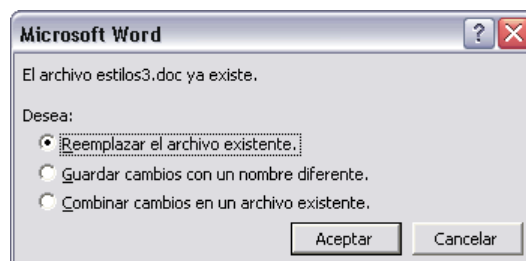 Microsoft Word
El archivo estilos3.doc ya existe.
Desea:
Reemplazar el archivo existente.
Guardar cambios con un nombre diferente.
Combinar cambios en un archivo existente.
Aceptar Cancelar